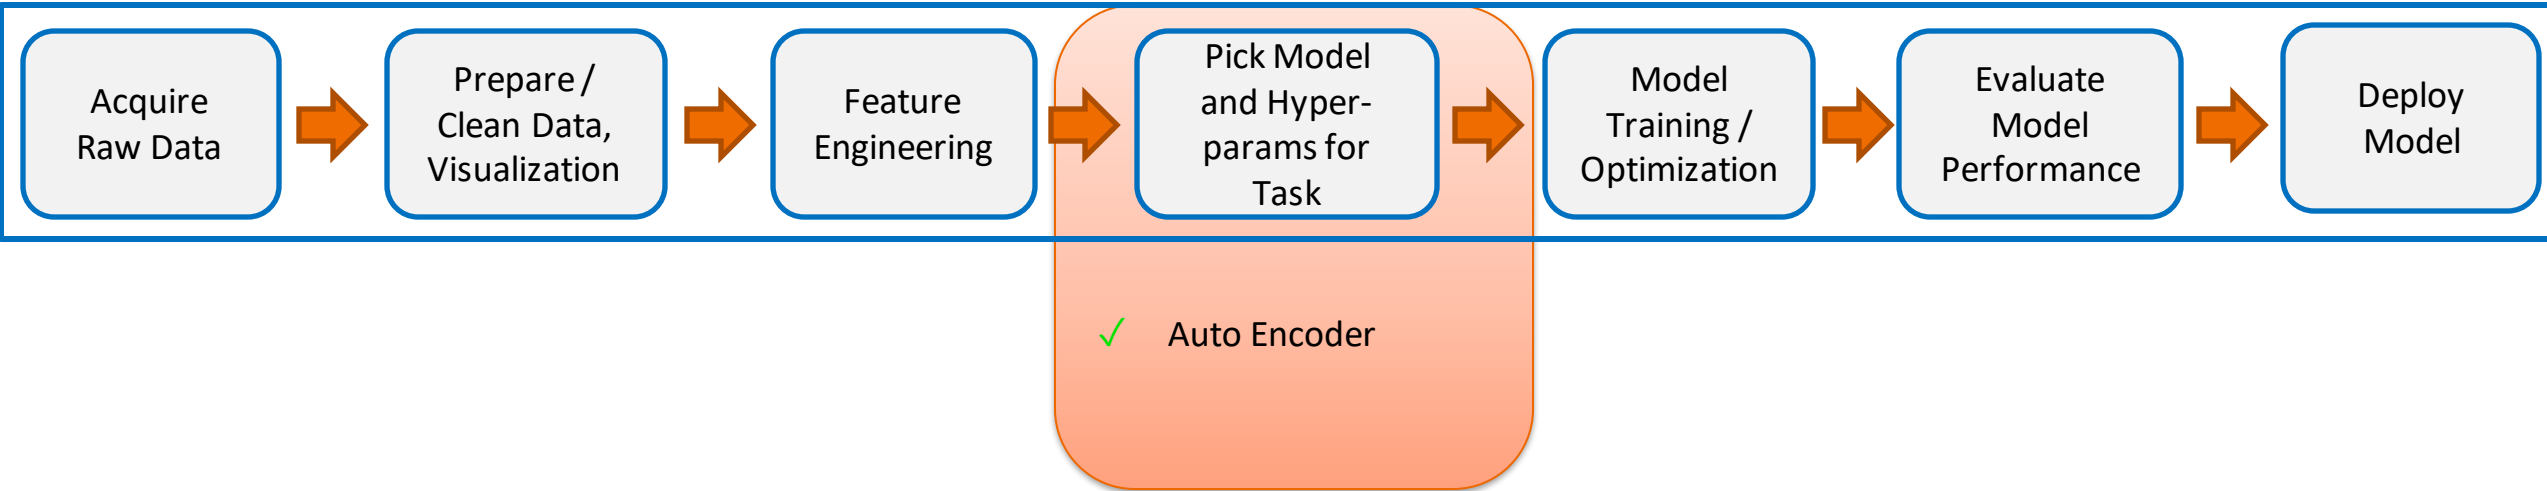 Acquire
Raw Data
Prepare /
Clean Data,
Visualization
Feature
Engineering
Pick Model
and Hyper-
params for
Task
Model
Training /
Optimization
Evaluate
Model
Performance
Deploy
Model
✓ Auto Encoder